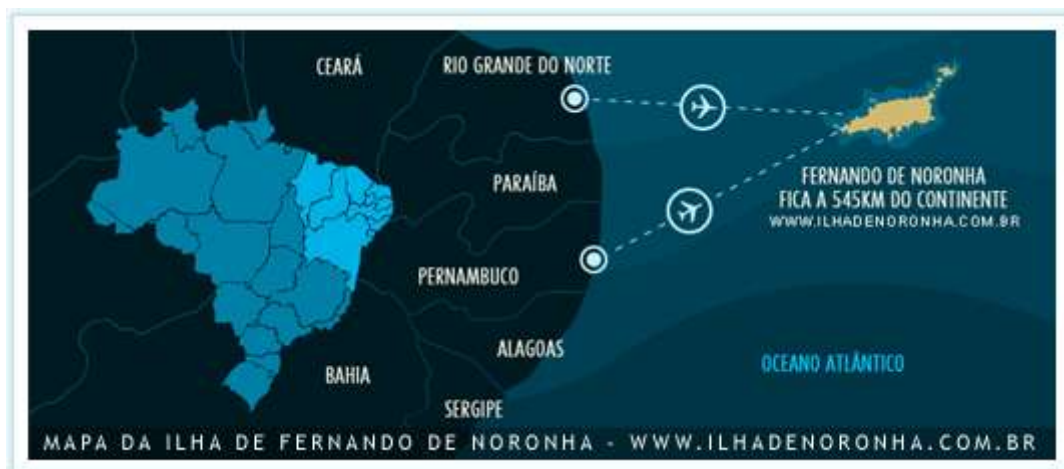 CEARÁ
RIO GRANDE DO NORTE
PARAÍBA
FERNANDO DE NORONHA
FICA A 545KM DO CONTINENTE
WWW.ILHADENORONHA.COM.BR
PERNAMBUCO
ALAGOAS
OCEANO ATLÂNTICO
BAHIA
SERGIPE
MAPA DA ILHA DE FERNANDO DE NORONHA - WWW.ILHADENORONHA.COM.BR